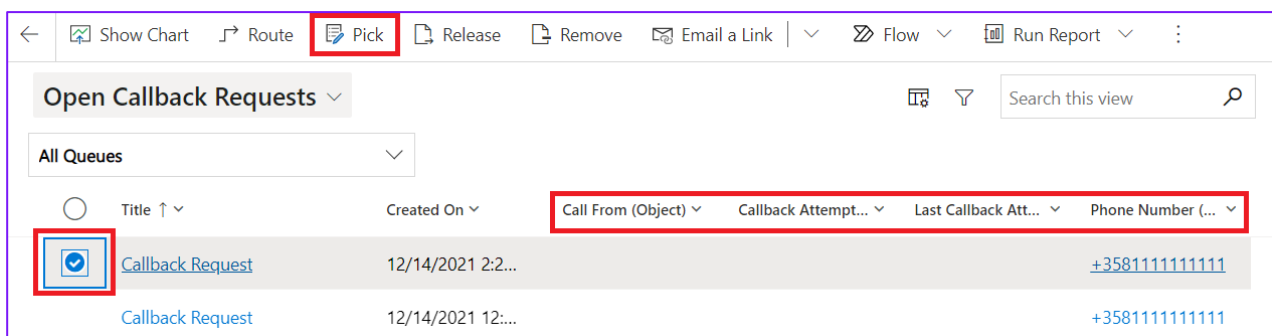 Show Chart Route Pick Release Remove Email a Link Flow Run Report
Open Callback Requests Search this view
All Queues
Title Created On Call From (Object) Callback Attempt... Last Callback Att... Phone Number (...
Callback Request 12/14/2021 2:2... +3581111111111
Callback Request 12/14/2021 12:... +3581111111111